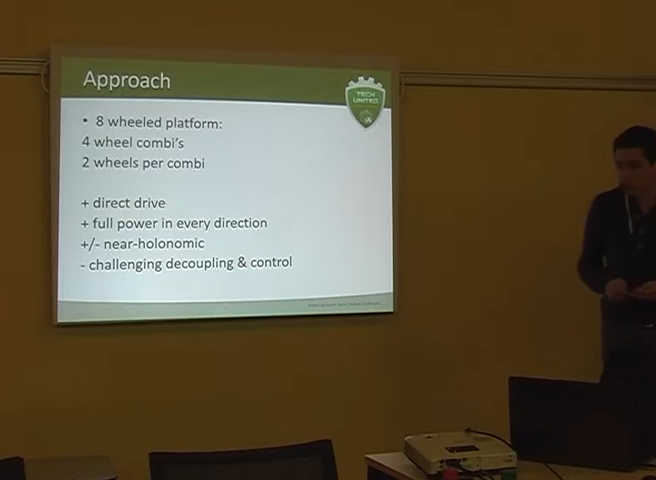 Approach
TECH
UNITED
• 8 wheeled platform:
4 wheel combi's
2 wheels per combi
+ direct drive
+ full power in every direction
+/- near-holonomic
- challenging decoupling & control